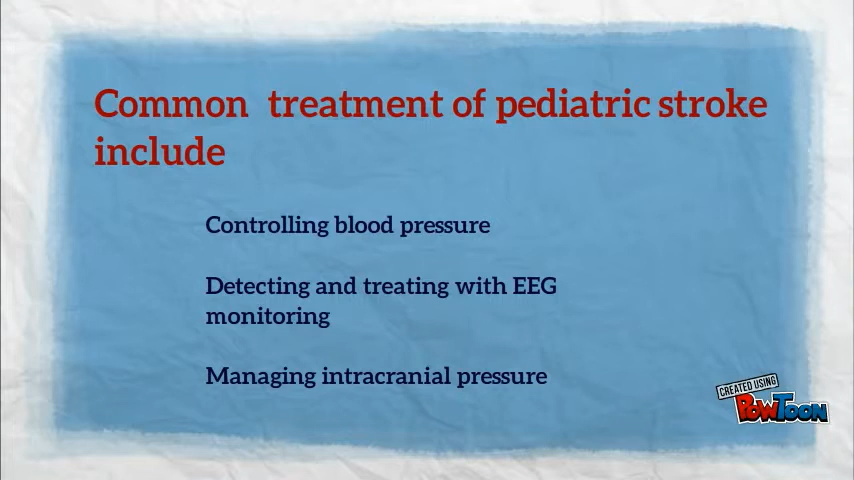 Common treatment of pediatric stroke
include
Controlling blood pressure
Detecting and treating with EEG
monitoring
Managing intracranial pressure
CREATED USING
POWTOON